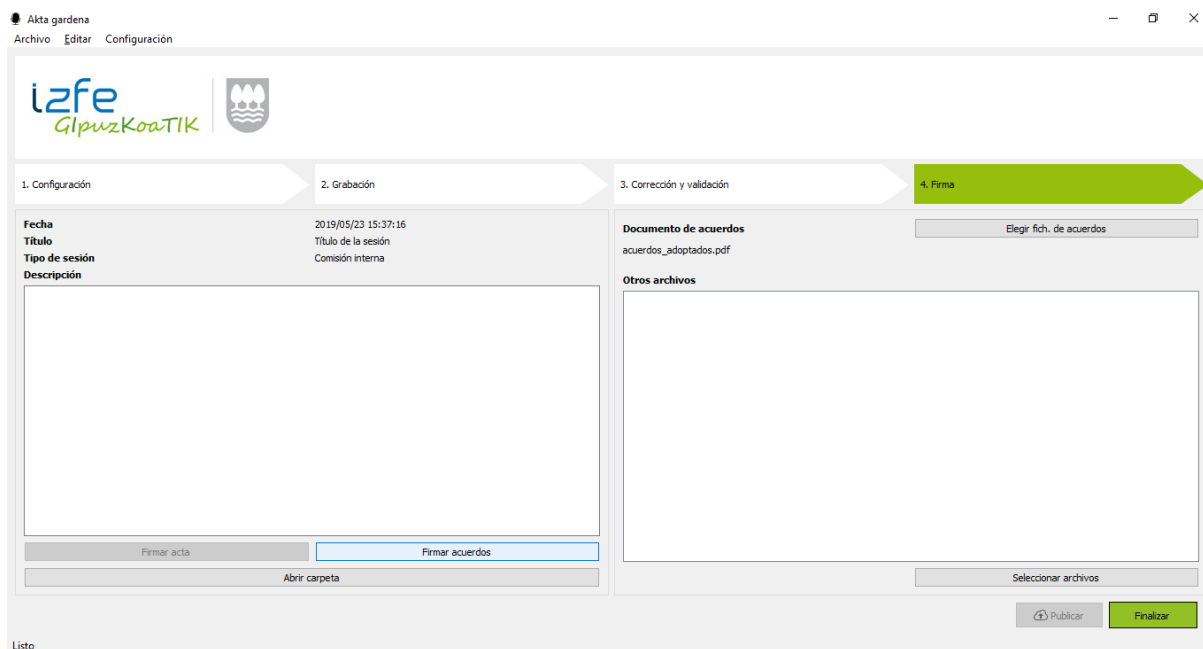 Akta gardena
Archivo Editar Configuración
izfe
GIpuzKoaTIK
1. Configuración
2. Grabación
3. Corrección y validación
4. Firma
Fecha 2019/05/23 15:37:16
Título Título de la sesión
Tipo de sesión Comisión interna
Descripción
Firmar acta Firmar acuerdos
Abrir carpeta
Documento de acuerdos Elegir fich. de acuerdos
acuerdos_adoptados.pdf
Otros archivos
Seleccionar archivos
Publicar Finalizar
Listo